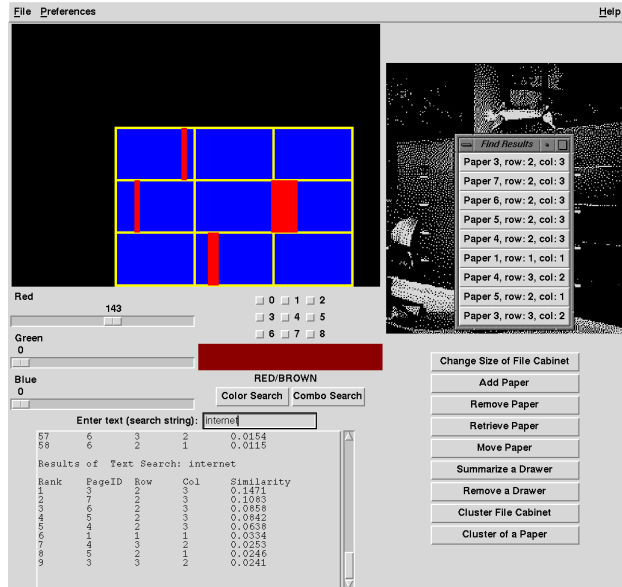 File Preferences Help
Find Results
Paper 3, row: 2, col: 3
Paper 7, row: 2, col: 3
Paper 6, row: 2, col: 3
Paper 5, row: 2, col: 3
Paper 4, row: 2, col: 3
Paper 1, row: 1, col: 1
Paper 4, row: 3, col: 2
Paper 5, row: 2, col: 1
Paper 3, row: 3, col: 2
Red
143
0 1 2
3 4 5
6 7 8
Green
0
Blue
0
RED/BROWN
Color Search Combo Search
Enter text (search string): internet
57 6 3 2 0.0154
58 6 2 1 0.0115
Results of Text Search: internet
Rank PageID Row Col Similarity
1 3 2 3 0.1471
2 7 2 3 0.1083
3 6 2 3 0.0858
4 5 2 3 0.0842
5 4 2 3 0.0638
6 1 1 1 0.0334
7 4 3 2 0.0253
8 5 2 1 0.0246
9 3 3 2 0.0241
Change Size of File Cabinet
Add Paper
Remove Paper
Retrieve Paper
Move Paper
Summarize a Drawer
Remove a Drawer
Cluster File Cabinet
Cluster of a Paper